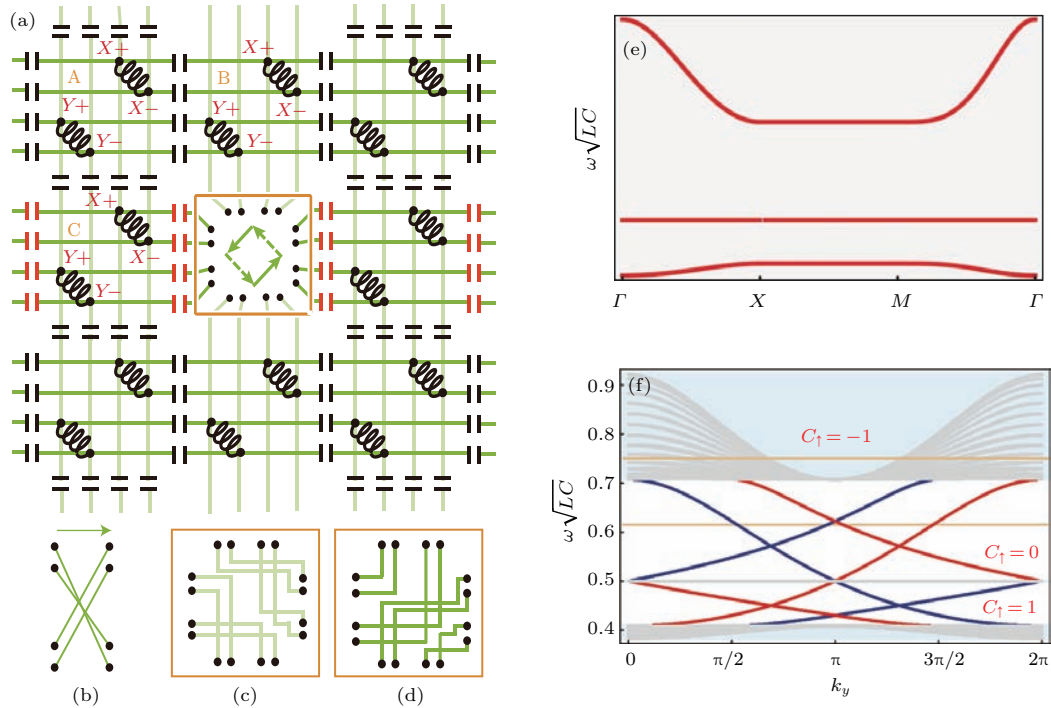 (a)
X+
X+
A
B
Y+
X−
Y+
X−
Y−
Y−
X+
C
Y+
X−
Y−
(b)
(c)
(d)
(e)
ω√LC
Γ
X
M
Γ
(f)
0.9
0.8
0.7
0.6
0.5
0.4
ω√LC
C↑=−1
C↑=0
C↑=1
0
π/2
π
3π/2
2π
k_y